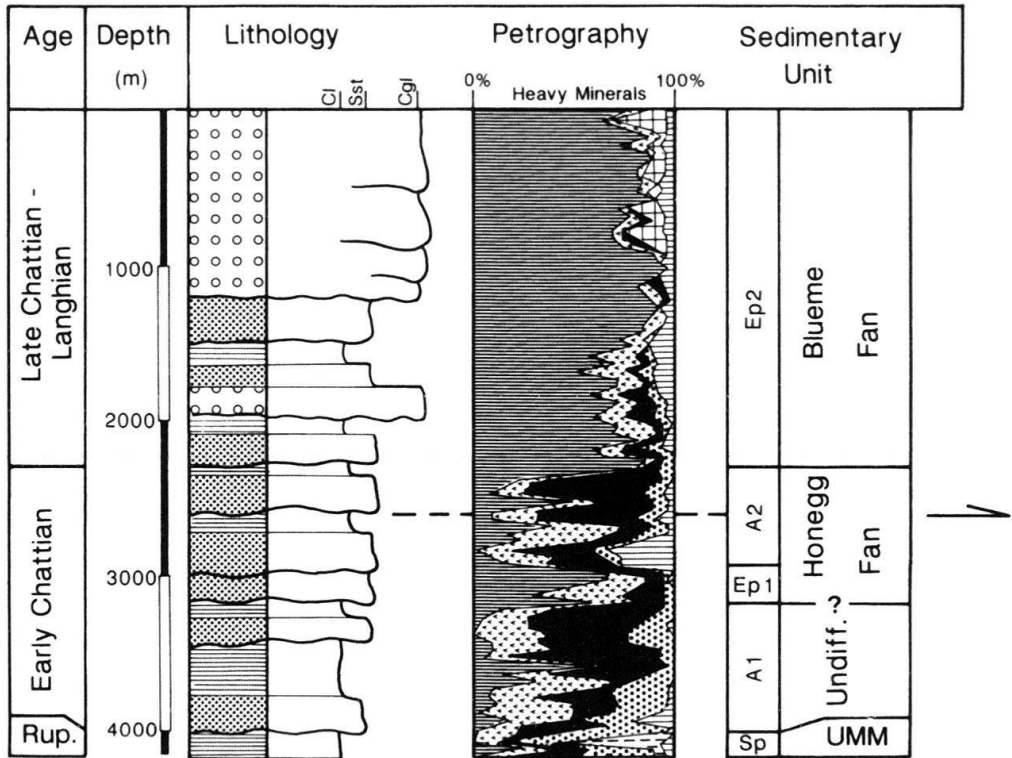 Age
Depth
(m)
Lithology
Cl
Sst
Cgl
Petrography
0%
100%
Heavy Minerals
Sedimentary
Unit
Late Chattian -
Langhian
Early Chattian
Rup.
1000
2000
3000
4000
Ep2
A2
Ep1
A1
Sp
Blueme
Fan
Honegg
Fan
?
Undiff.
UMM